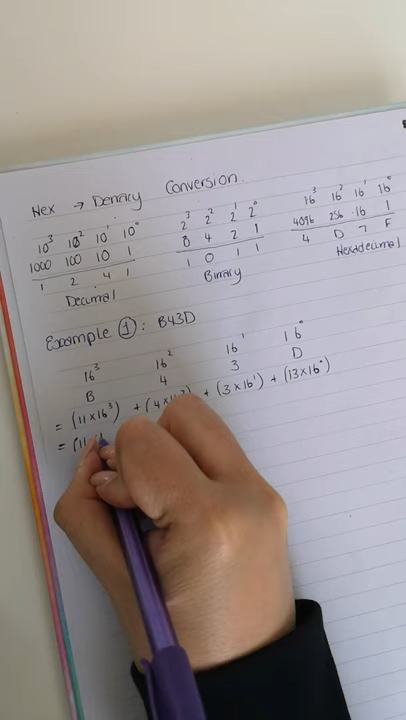 Hex → Denary Conversion
10³ 10² 10¹ 10⁰
1000 100 10 1
1 2 4 1
Decimal
2³ 2² 2¹ 2⁰
8 4 2 1
1 0 1 1
Binary
16³ 16² 16¹ 16⁰
4096 256 16 1
4 D 7 F
Hexadecimal
Example ①: B43D
16³ 16² 16¹ 16⁰
B 4 3 D
= (11×16³) + (4× + (3×16¹) + (13×16⁰)
= (11